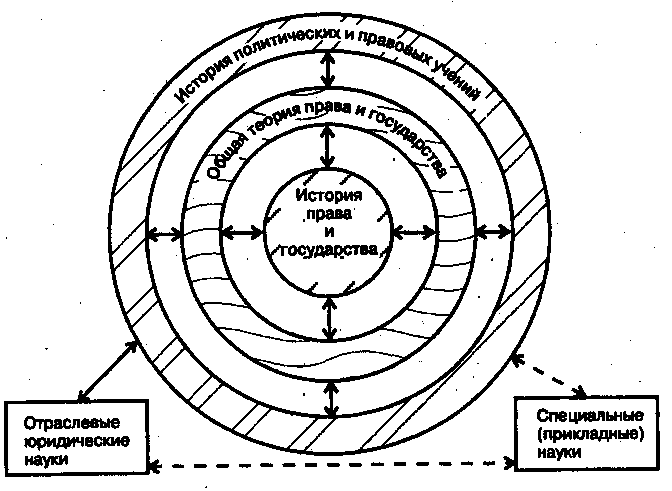 История политических и правовых учений
Общая теория права и государства
История
права
и
государства
Отраслевые
юридические
науки
Специальные
(прикладные)
науки